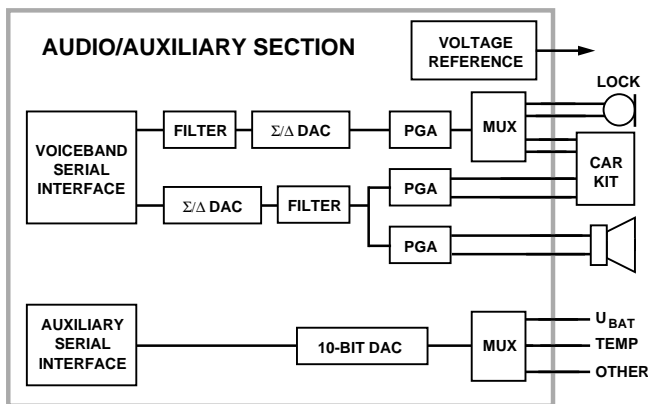 AUDIO/AUXILIARY SECTION
VOLTAGE
REFERENCE
LOCK
VOICEBAND
SERIAL
INTERFACE
FILTER
Σ/Δ DAC
PGA
MUX
CAR
KIT
Σ/Δ DAC
FILTER
PGA
PGA
AUXILIARY
SERIAL
INTERFACE
10-BIT DAC
MUX
UBAT
TEMP
OTHER